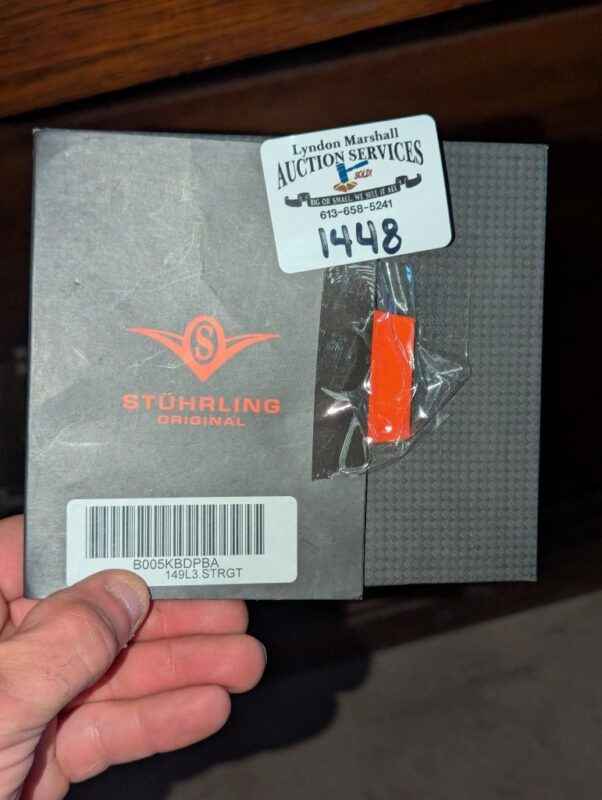 Lyndon Marshall
AUCTION SERVICES
SOLD!
BIG OR SMALL, WE SELL IT ALL
613-658-5241
1448
S
STÜHRLING
ORIGINAL
B005KBDPBA
149L3.STRGT